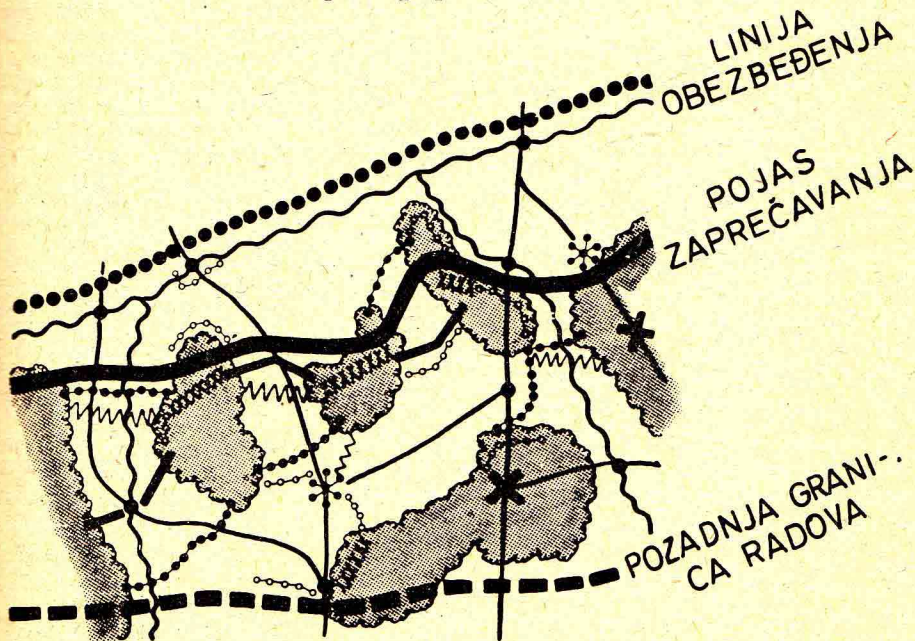 LINIJA
OBEZBEĐENJA
POJAS
ZAPREČAVANJA
POZADNJA GRANI-
CA RADOVA